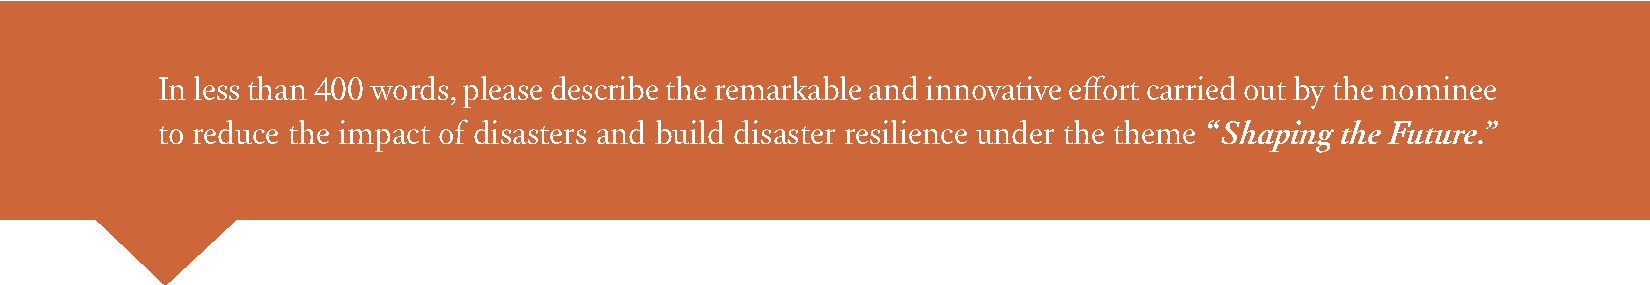 In less than 400 words, please describe the remarkable and innovative effort carried out by the nominee
to reduce the impact of disasters and build disaster resilience under the theme “Shaping the Future.”